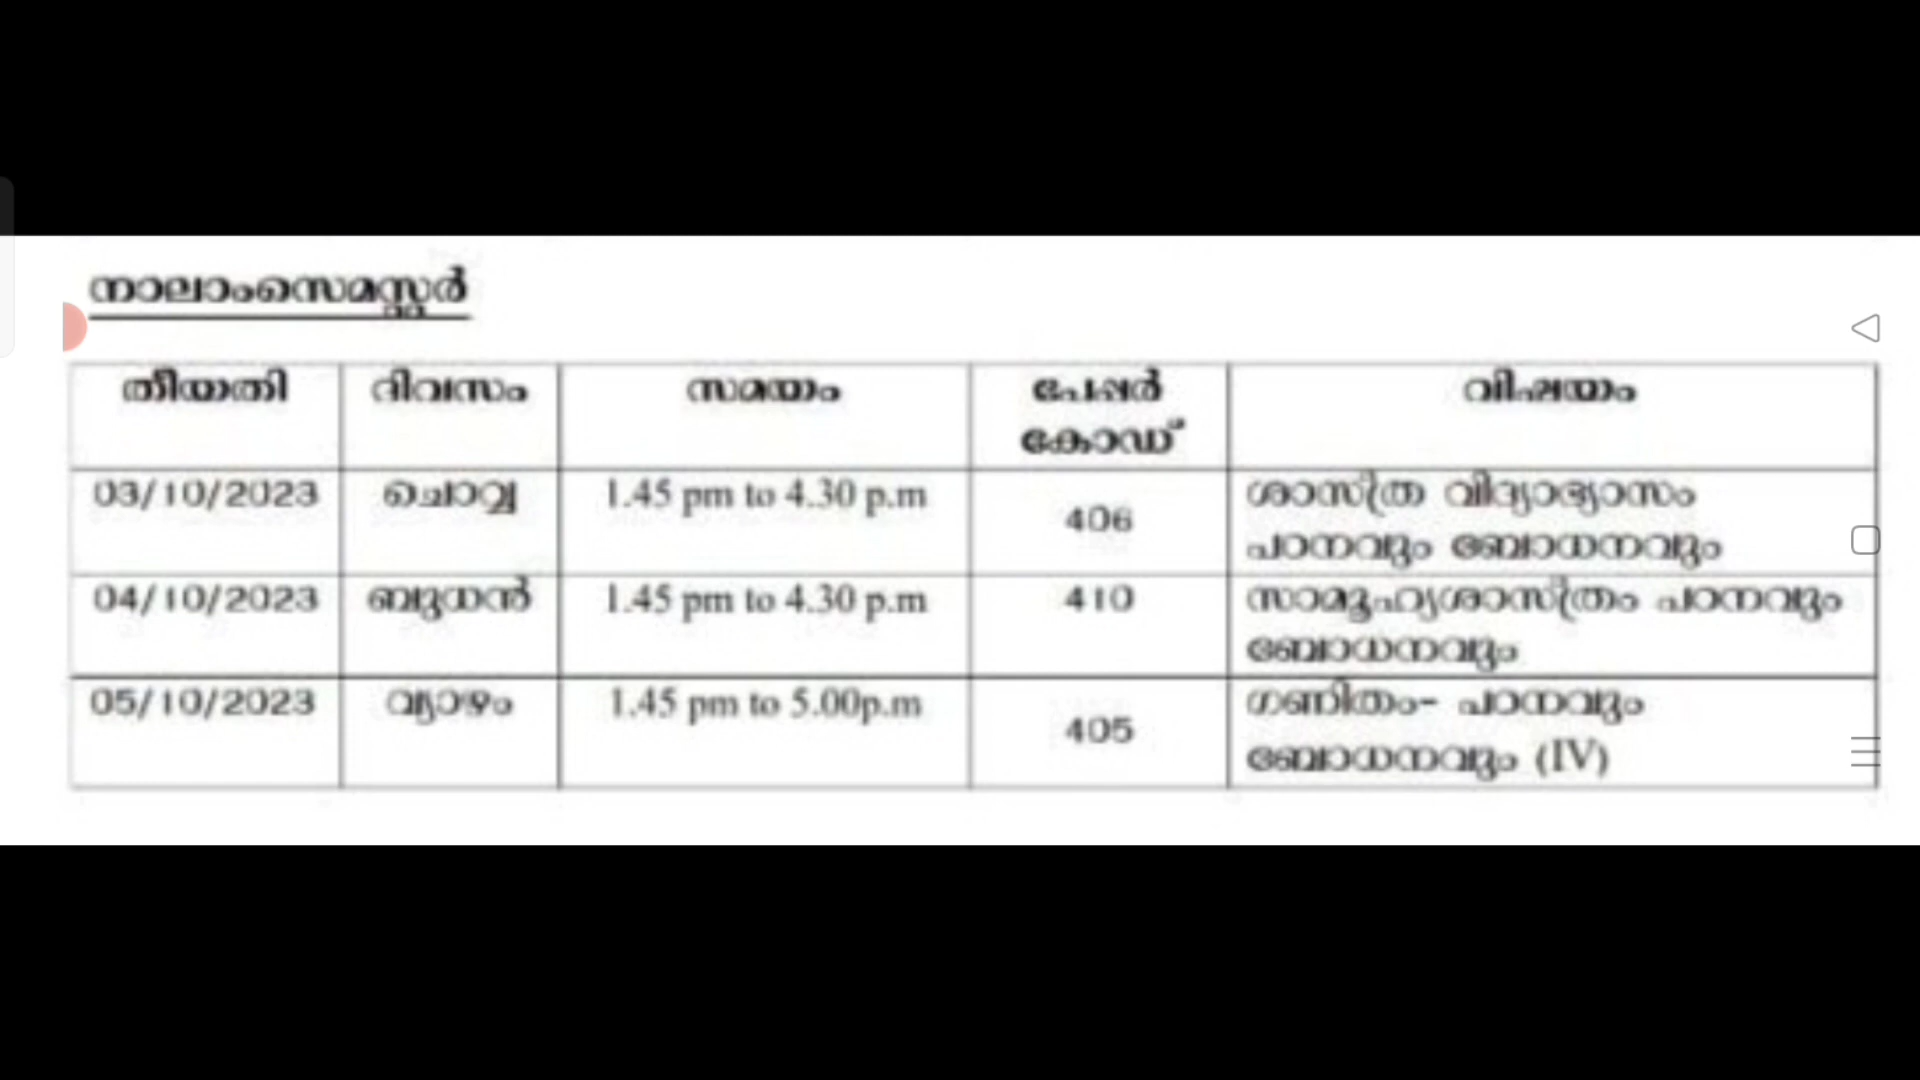 നാലാംസെമസ്റ്റർ
തീയതി ദിവസം സമയം പേപ്പർ വിഷയം
കോഡ്
03/10/2023 ചൊവ്വ 1.45 pm to 4.30 p.m 406 ശാസ്ത്ര വിദ്യാഭ്യാസം
പഠനവും ബോധനവും
04/10/2023 ബുധൻ 1.45 pm to 4.30 p.m 410 സാമൂഹ്യശാസ്ത്രം പഠനവും
ബോധനവും
05/10/2023 വ്യാഴം 1.45 pm to 5.00p.m 405 ഗണിതം- പഠനവും
ബോധനവും (IV)